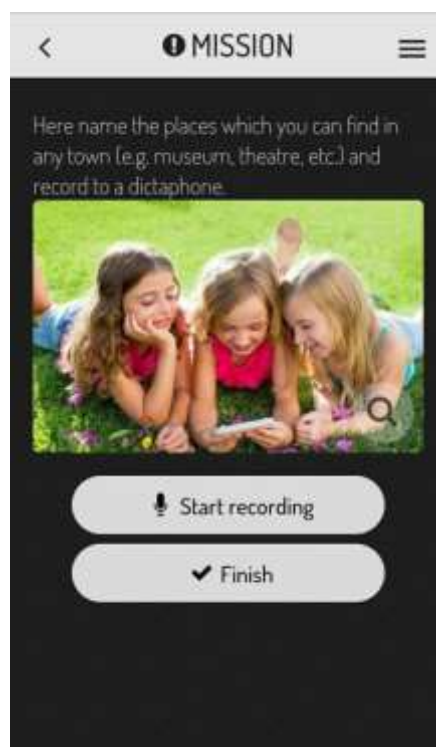 MISSION
Here name the places which you can find in
any town (e.g. museum, theatre, etc.) and
record to a dictaphone.
Start recording
Finish